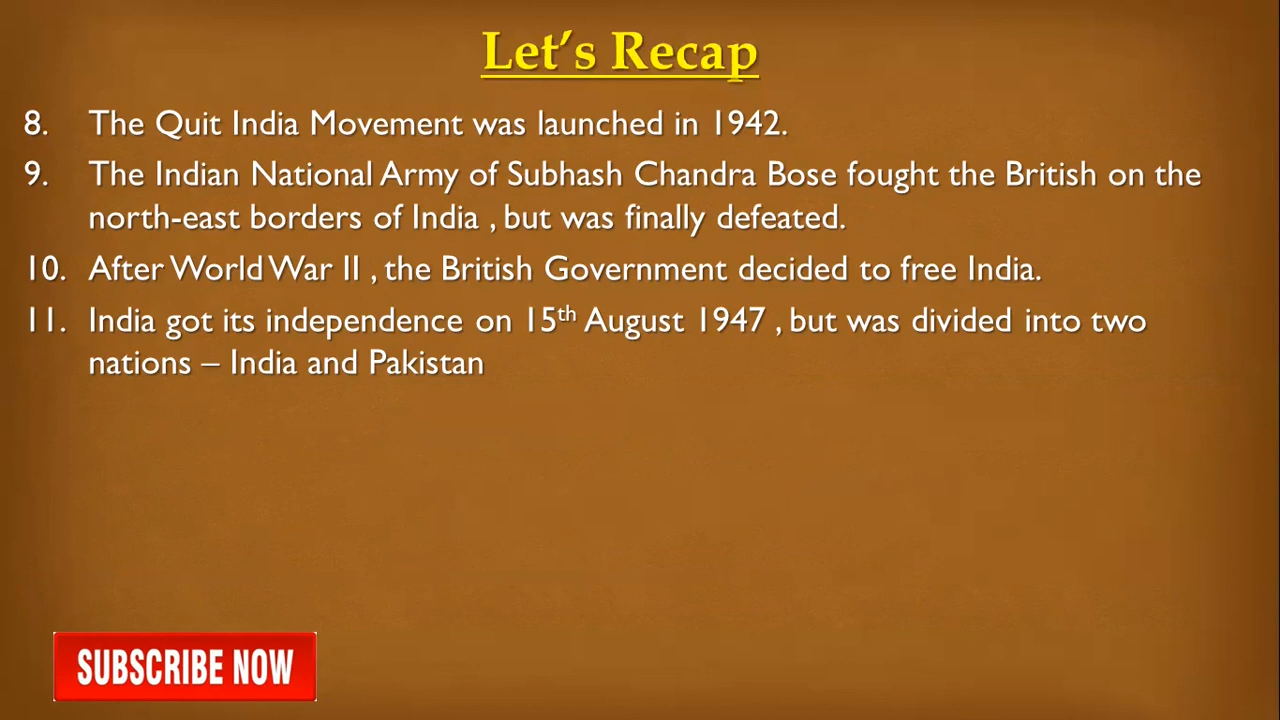 Let's Recap
8. The Quit India Movement was launched in 1942.
9. The Indian National Army of Subhash Chandra Bose fought the British on the
north-east borders of India , but was finally defeated.
10. After World War II , the British Government decided to free India.
11. India got its independence on 15th August 1947 , but was divided into two
nations – India and Pakistan
SUBSCRIBE NOW